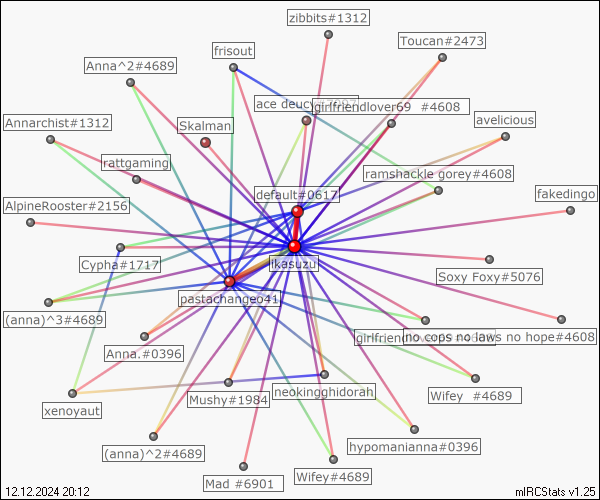 zibbits#1312
Toucan#2473
frisout
Anna^2#4689
ace deucy
girlfriendlover69 #4608
Annarchist#1312
Skalman
avelicious
rattgaming
ramshackle gorey#4608
default#0617
fakedingo
AlpineRooster#2156
Cypha#1717
ikasuzu
Soxy Foxy#5076
pastachangeo41
(anna)^3#4689
girlfriend
no cops no laws no hope#4608
Anna.#0396
Wifey #4689
xenoyaut
Mushy#1984
neokingghidorah
hypomanianna#0396
(anna)^2#4689
Mad #6901
Wifey#4689
12.12.2024 20:12
mIRCStats v1.25